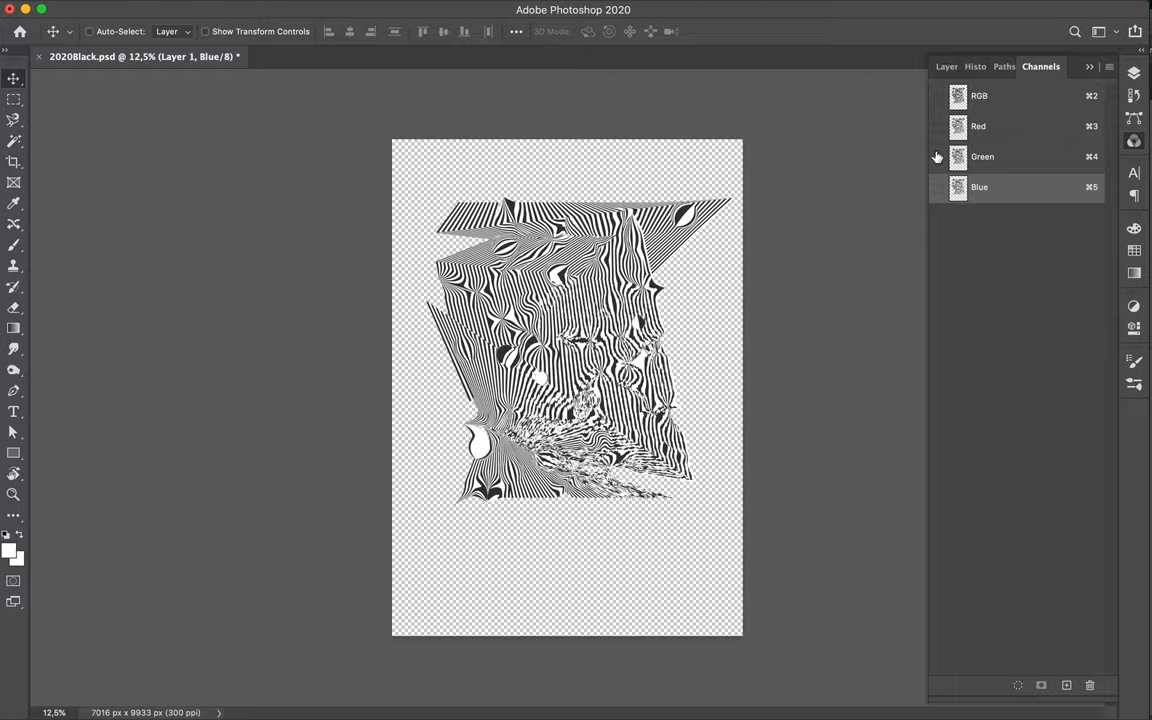 Adobe Photoshop 2020
Auto-Select: Layer Show Transform Controls 3D Mode:
2020Black.psd @ 12,5% (Layer 1, Blue/8) *
Layer Histo Paths Channels
RGB ⌘2
Red ⌘3
Green ⌘4
Blue ⌘5
12,5% 7016 px x 9933 px (300 ppi)